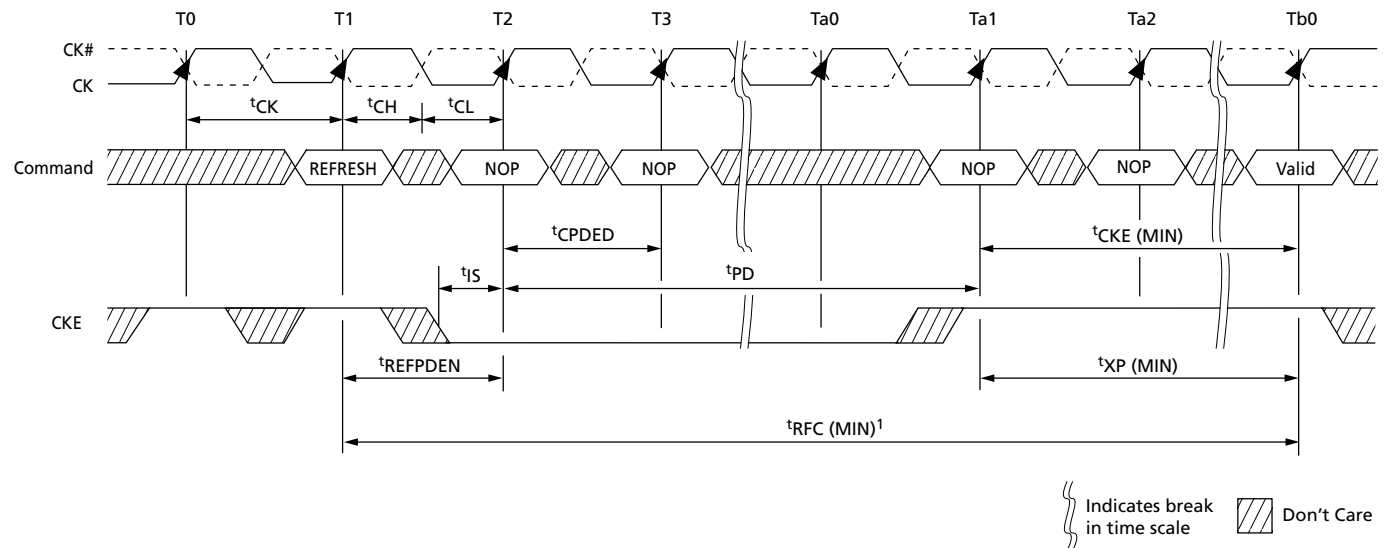 T0 T1 T2 T3 Ta0 Ta1 Ta2 Tb0
CK#
CK
tCK tCH tCL
Command REFRESH NOP NOP NOP NOP Valid
tCPDED tCKE (MIN)
tIS tPD
CKE
tREFPDEN tXP (MIN)
tRFC (MIN)1
Indicates break
in time scale
Don't Care